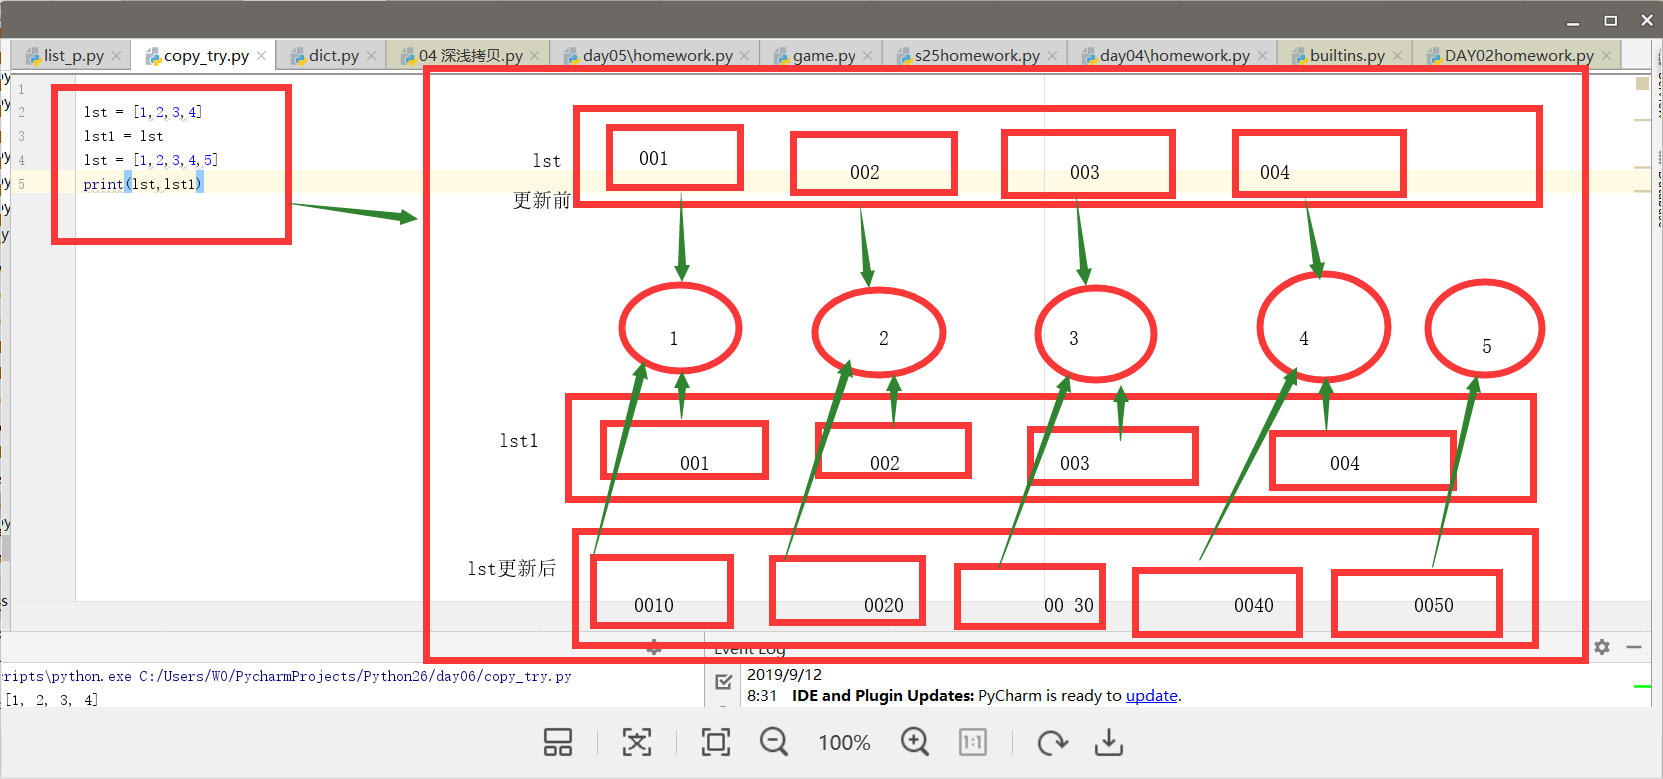 list_p.py copy_try.py dict.py 04 深浅拷贝.py day05\homework.py game.py s25homework.py day04\homework.py builtins.py DAY02homework.py
1
2 lst = [1,2,3,4]
3 lst1 = lst
4 lst = [1,2,3,4,5]
5 print(lst,lst1)
lst 001 002 003 004
更新前
1 2 3 4 5
lst1 001 002 003 004
lst更新后
0010 0020 00 30 0040 0050
Event Log
cripts\python.exe C:/Users/WO/PycharmProjects/Python26/day06/copy_try.py
[1, 2, 3, 4]
2019/9/12
8:31 IDE and Plugin Updates: PyCharm is ready to update.
100%
1:1